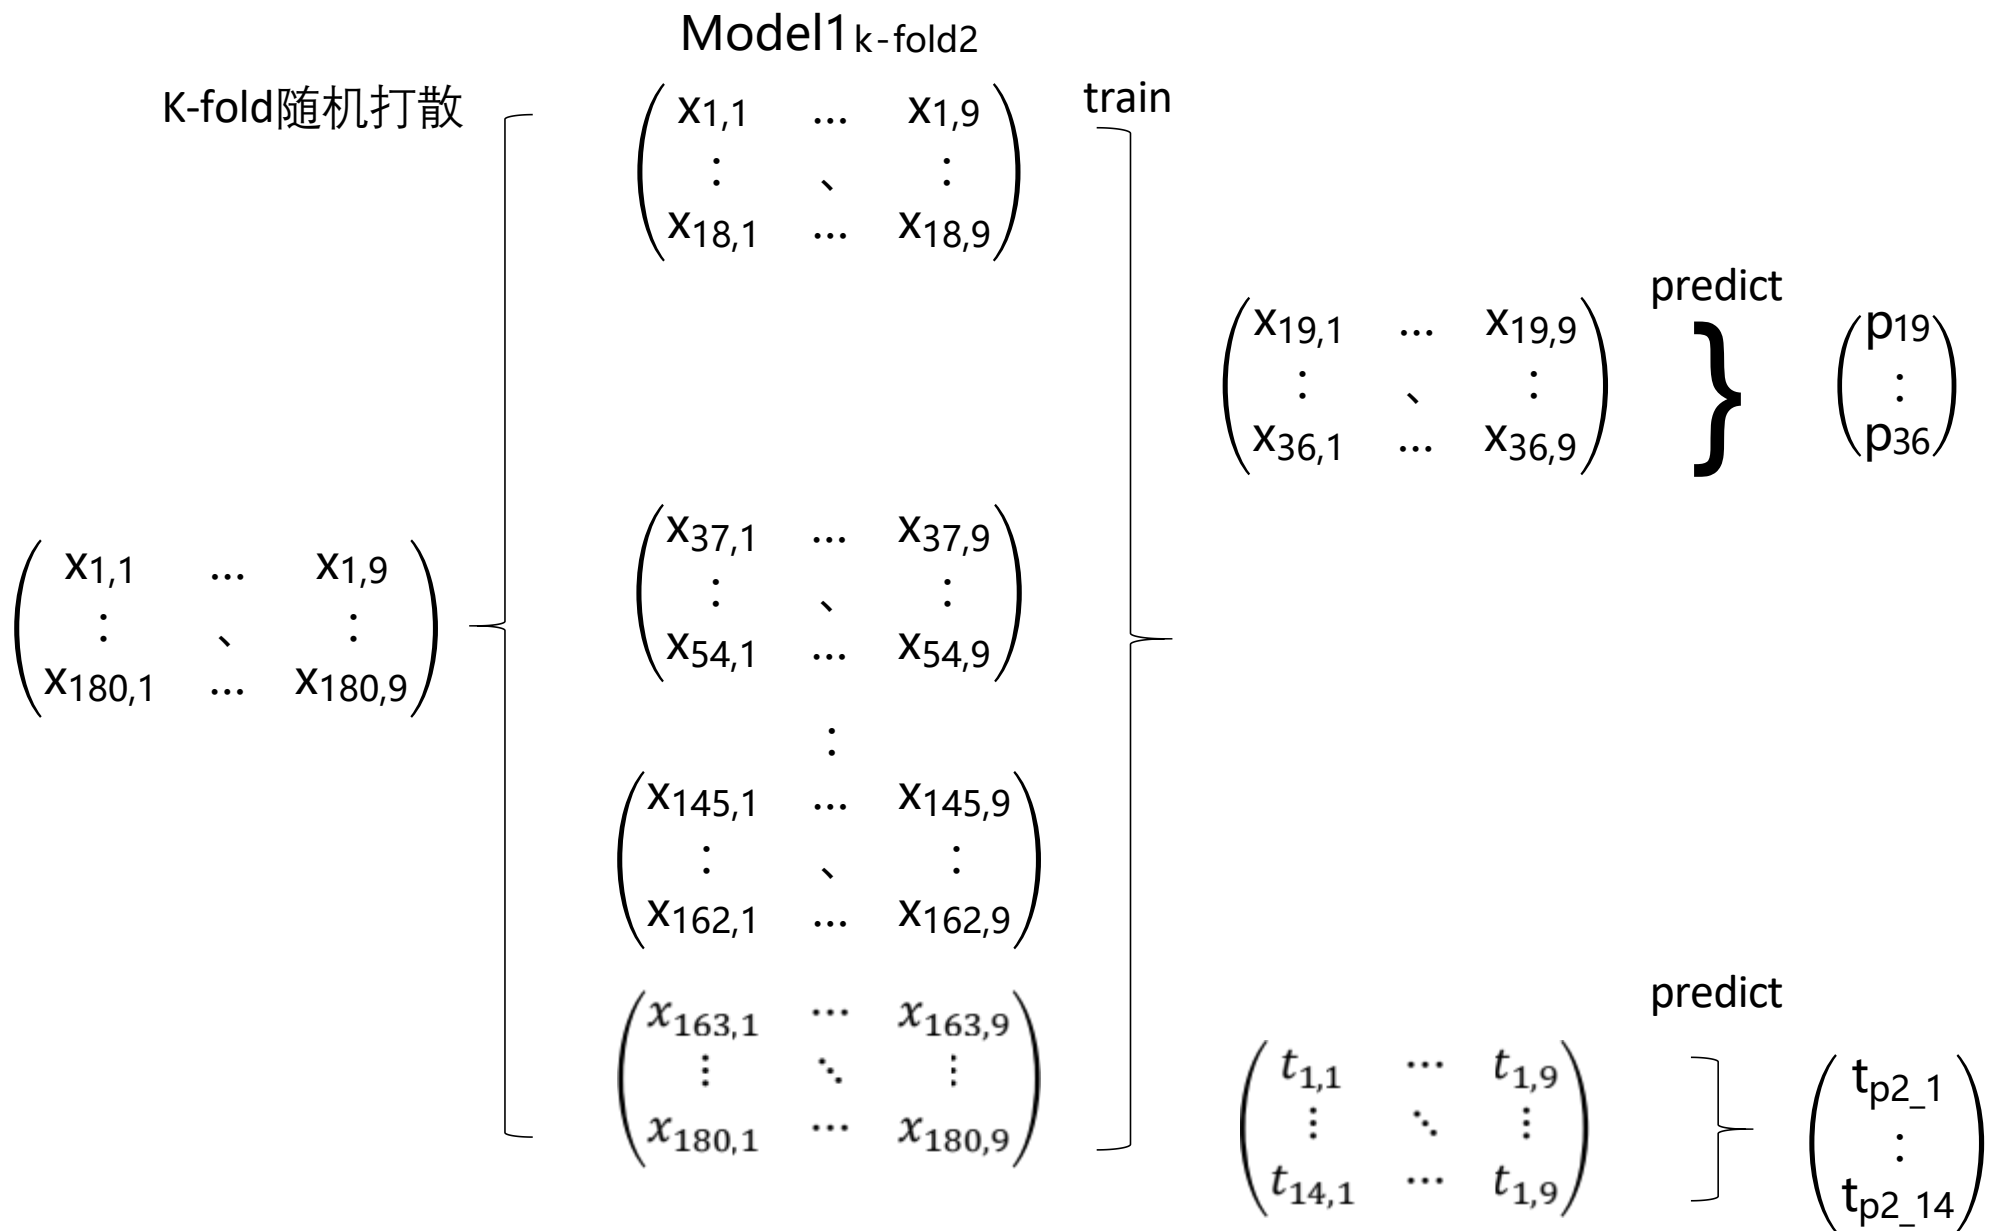 Model1k-fold2
K-fold随机打散
train
x1,1 ... x1,9
: 、 :
x18,1 ... x18,9
predict
x19,1 ... x19,9
: 、 :
x36,1 ... x36,9
p19
:
p36
x37,1 ... x37,9
: 、 :
x54,1 ... x54,9
x1,1 ... x1,9
: 、 :
x180,1 ... x180,9
:
x145,1 ... x145,9
: 、 :
x162,1 ... x162,9
x163,1 ⋯ x163,9
⋮ ⋱ ⋮
x180,1 ⋯ x180,9
predict
t1,1 ⋯ t1,9
⋮ ⋱ ⋮
t14,1 ⋯ t1,9
tp2_1
:
tp2_14